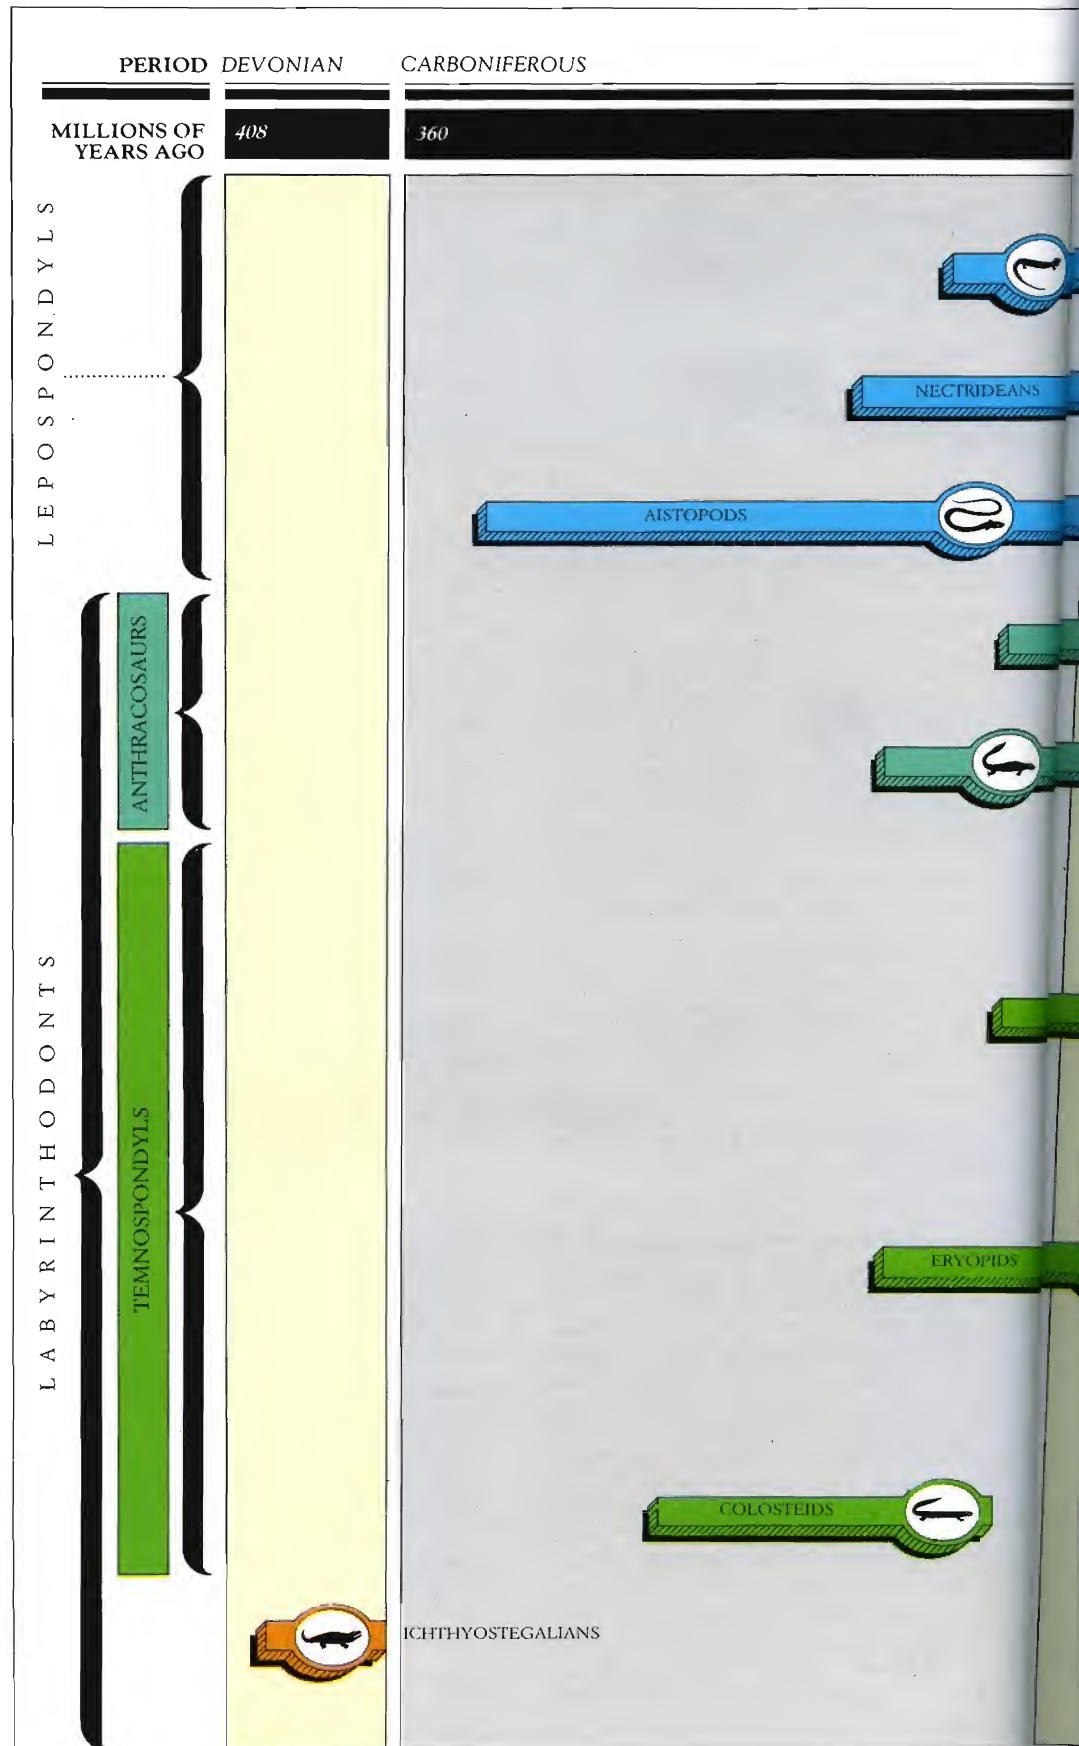 PERIOD DEVONIAN CARBONIFEROUS
MILLIONS OF
YEARS AGO
408 360
LEPOSPONDYLS
NECTRIDEANS
AISTOPODS
ANTHRACOSAURS
LABYRINTHODONTS
TEMNOSPONDYLS
ERYOPIDS
COLOSTEIDS
ICHTHYOSTEGALIANS